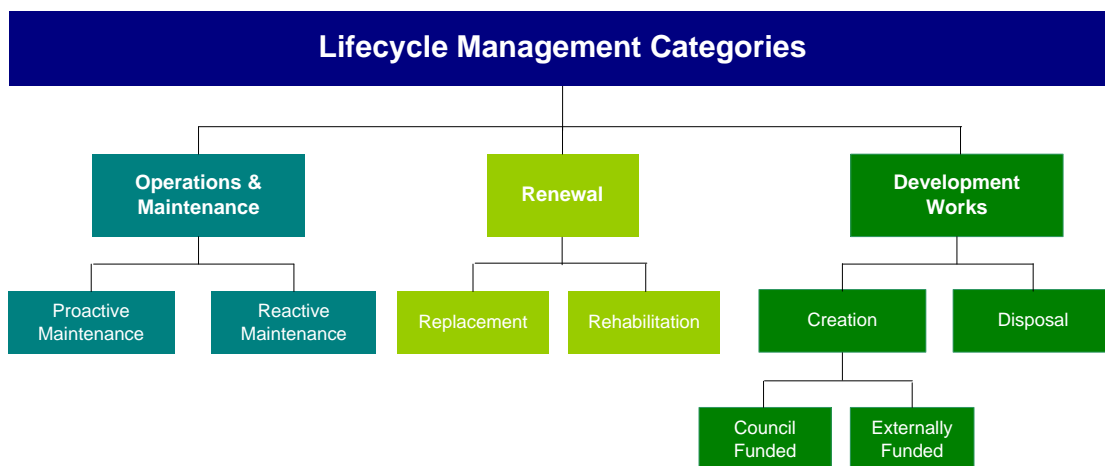 Lifecycle Management Categories
Operations &
Maintenance
Renewal
Development
Works
Proactive
Maintenance
Reactive
Maintenance
Replacement
Rehabilitation
Creation
Disposal
Council
Funded
Externally
Funded